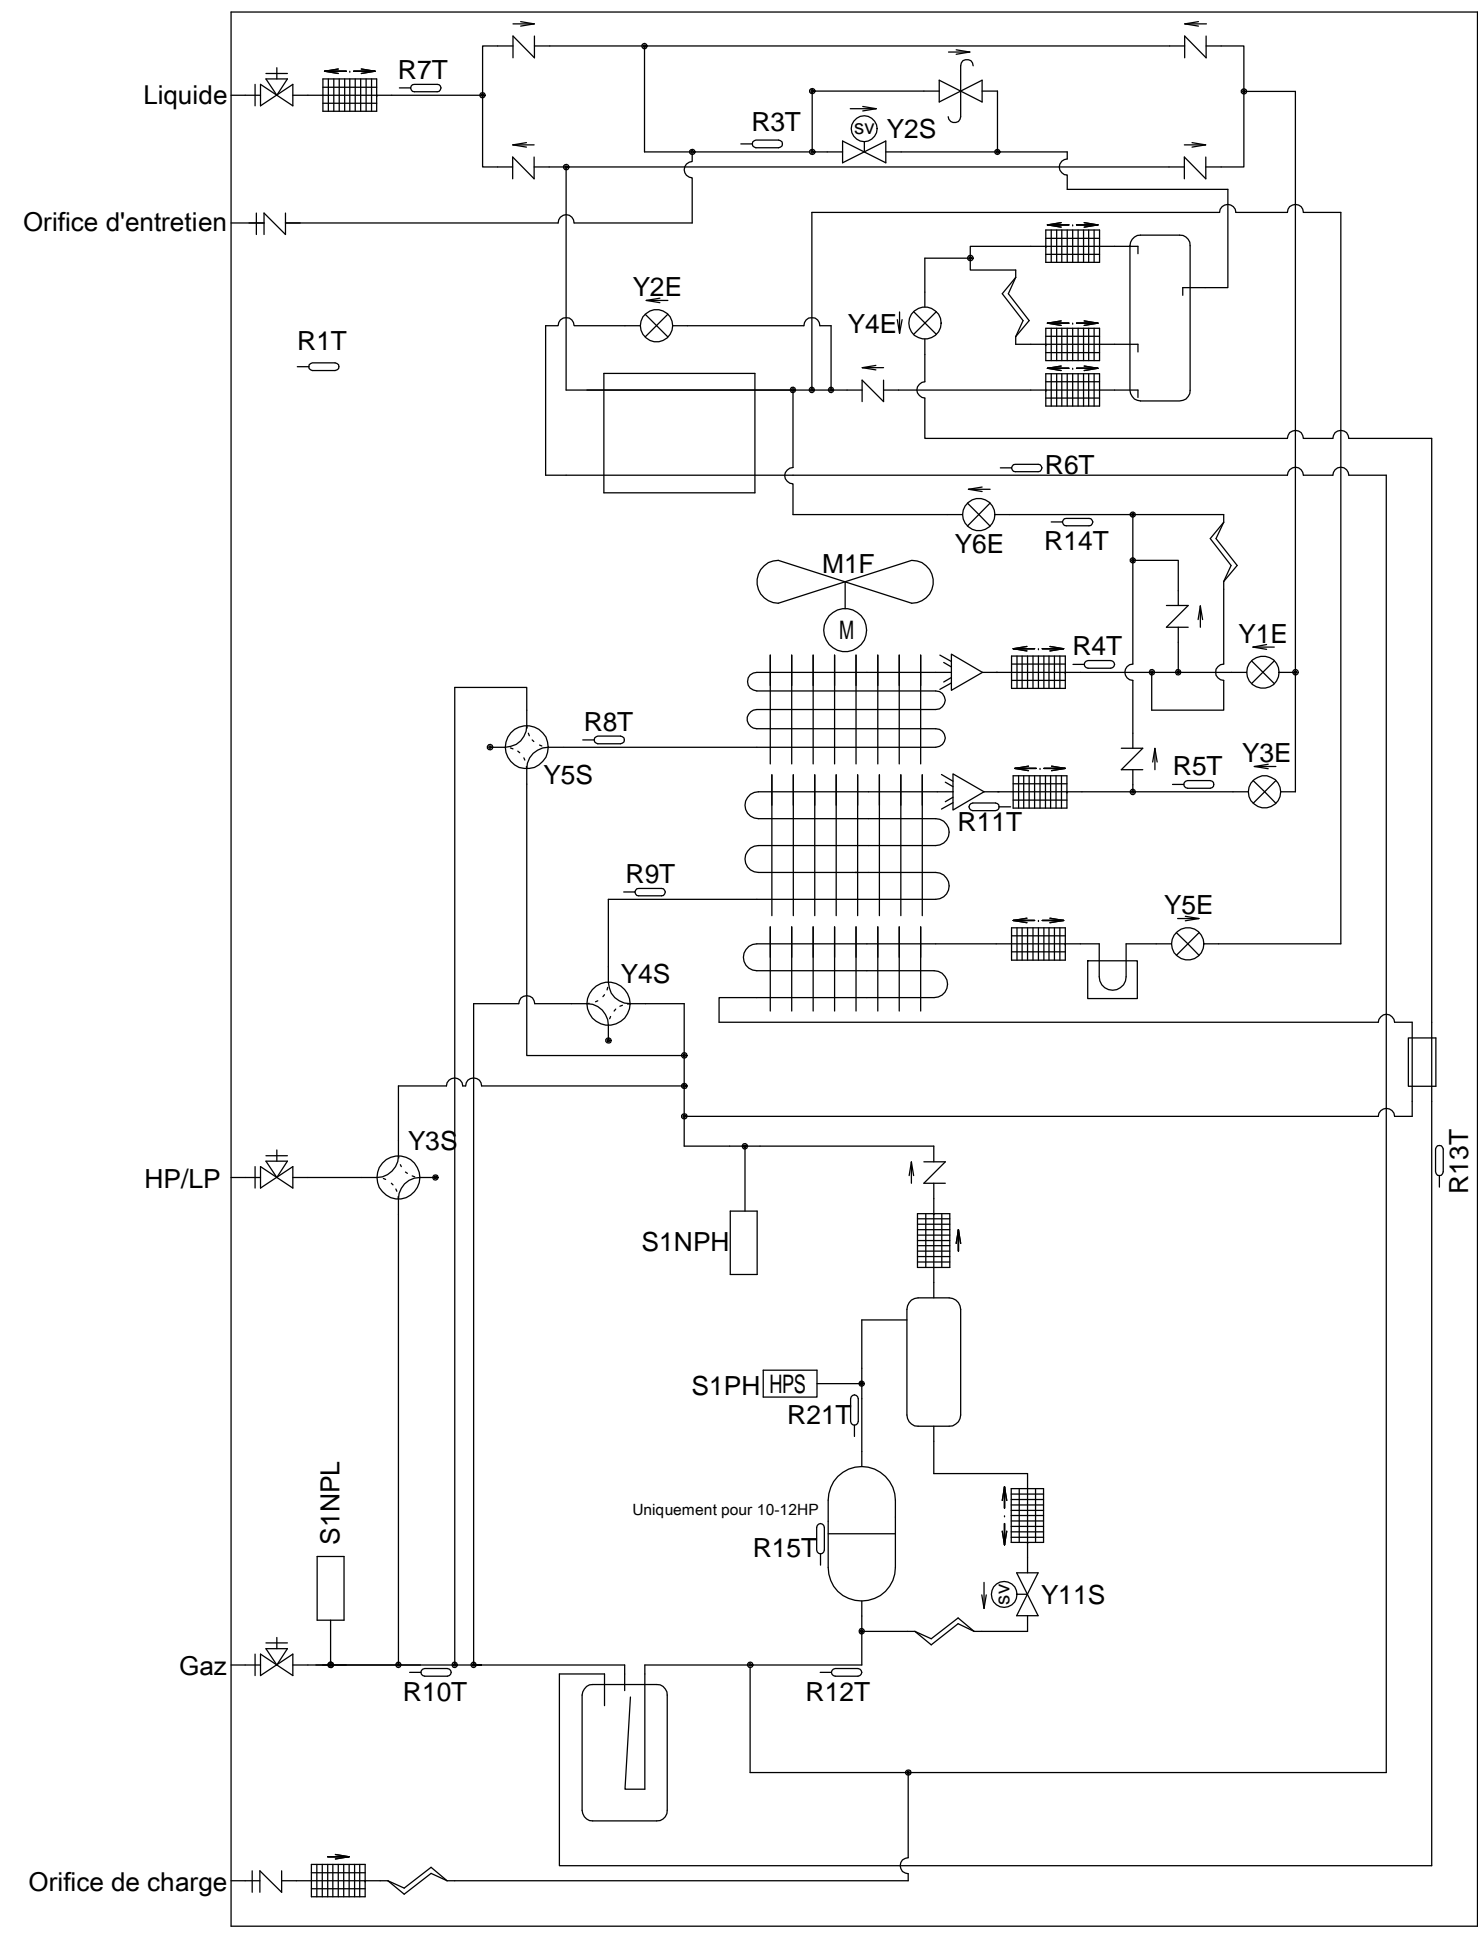 R7T
Liquide
R3T
SV
Y2S
Orifice d'entretien
Y2E
Y4E
R1T
R6T
Y6E
R14T
M1F
M
Y1E
R4T
R8T
Y5S
Y3E
R5T
R11T
R9T
Y5E
Y4S
Y3S
HP/LP
R13T
S1NPH
S1PH
HPS
R21T
S1NPL
Uniquement pour 10-12HP
R15T
SV
Y11S
Gaz
R10T
R12T
Orifice de charge